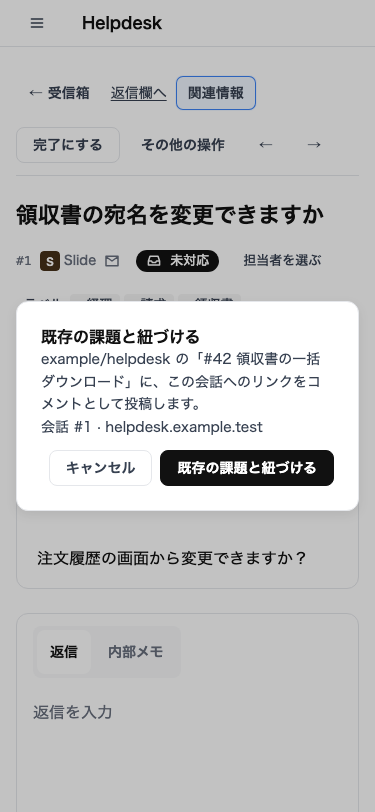 Helpdesk
← 受信箱 返信欄へ 関連情報
完了にする その他の操作 ← →
領収書の宛名を変更できますか
#1 S Slide 未対応 担当者を選ぶ
既存の課題と紐づける
example/helpdesk の「#42 領収書の一括
ダウンロード」に、この会話へのリンクをコ
メントとして投稿します。
会話 #1 · helpdesk.example.test
キャンセル 既存の課題と紐づける
注文履歴の画面から変更できますか？
返信 内部メモ
返信を入力